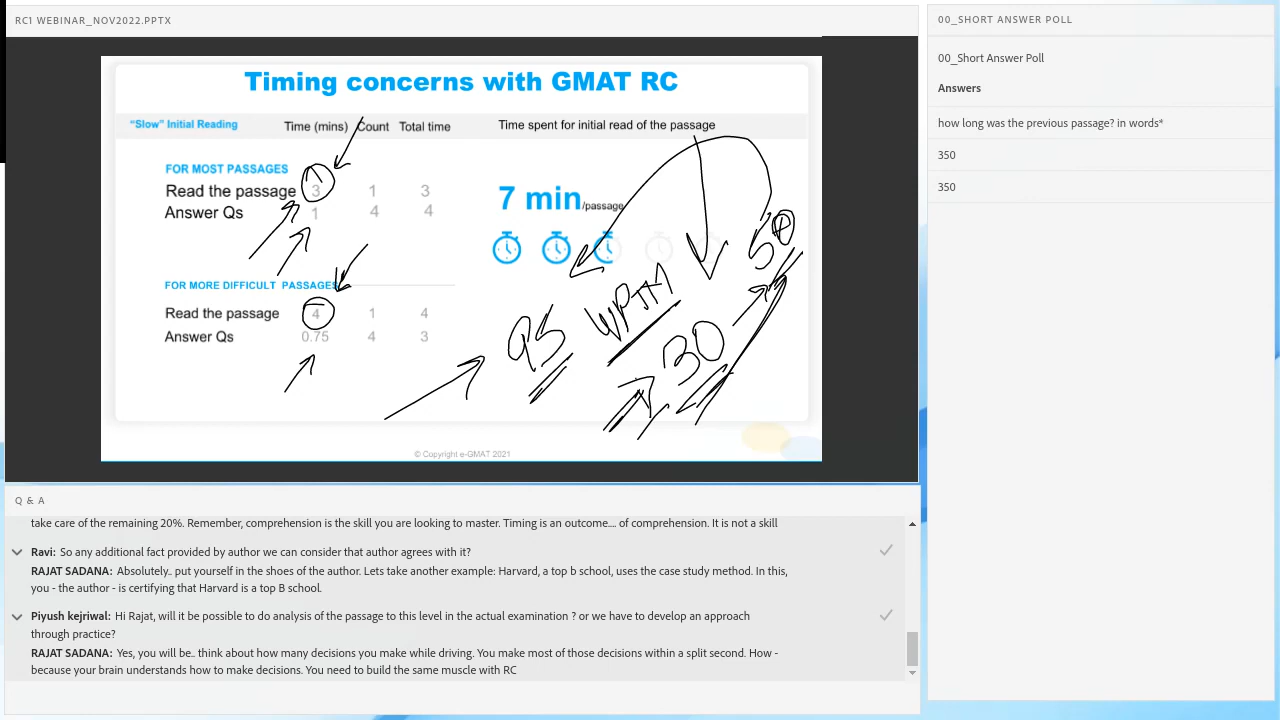 RC1 WEBINAR_NOV2022.PPTX
Timing concerns with GMAT RC
“Slow” Initial Reading Time (mins) Count Total time Time spent for initial read of the passage
FOR MOST PASSAGES
Read the passage 3 1 3
Answer Qs 1 4 4
7 min/passage
FOR MORE DIFFICULT PASSAGES
Read the passage 4 1 4
Answer Qs 0.75 4 3
95 WPM
30
50
© Copyright e-GMAT 2021
00_SHORT ANSWER POLL
00_Short Answer Poll
Answers
how long was the previous passage? in words*
350
350
Q & A
take care of the remaining 20%. Remember, comprehension is the skill you are looking to master. Timing is an outcome.... of comprehension. It is not a skill
Ravi: So any additional fact provided by author we can consider that author agrees with it?
RAJAT SADANA: Absolutely.. put yourself in the shoes of the author. Lets take another example: Harvard, a top b school, uses the case study method. In this,
you - the author - is certifying that Harvard is a top B school.
Piyush kejriwal: Hi Rajat, will it be possible to do analysis of the passage to this level in the actual examination ? or we have to develop an approach
through practice?
RAJAT SADANA: Yes, you will be.. think about how many decisions you make while driving. You make most of those decisions within a split second. How -
because your brain understands how to make decisions. You need to build the same muscle with RC